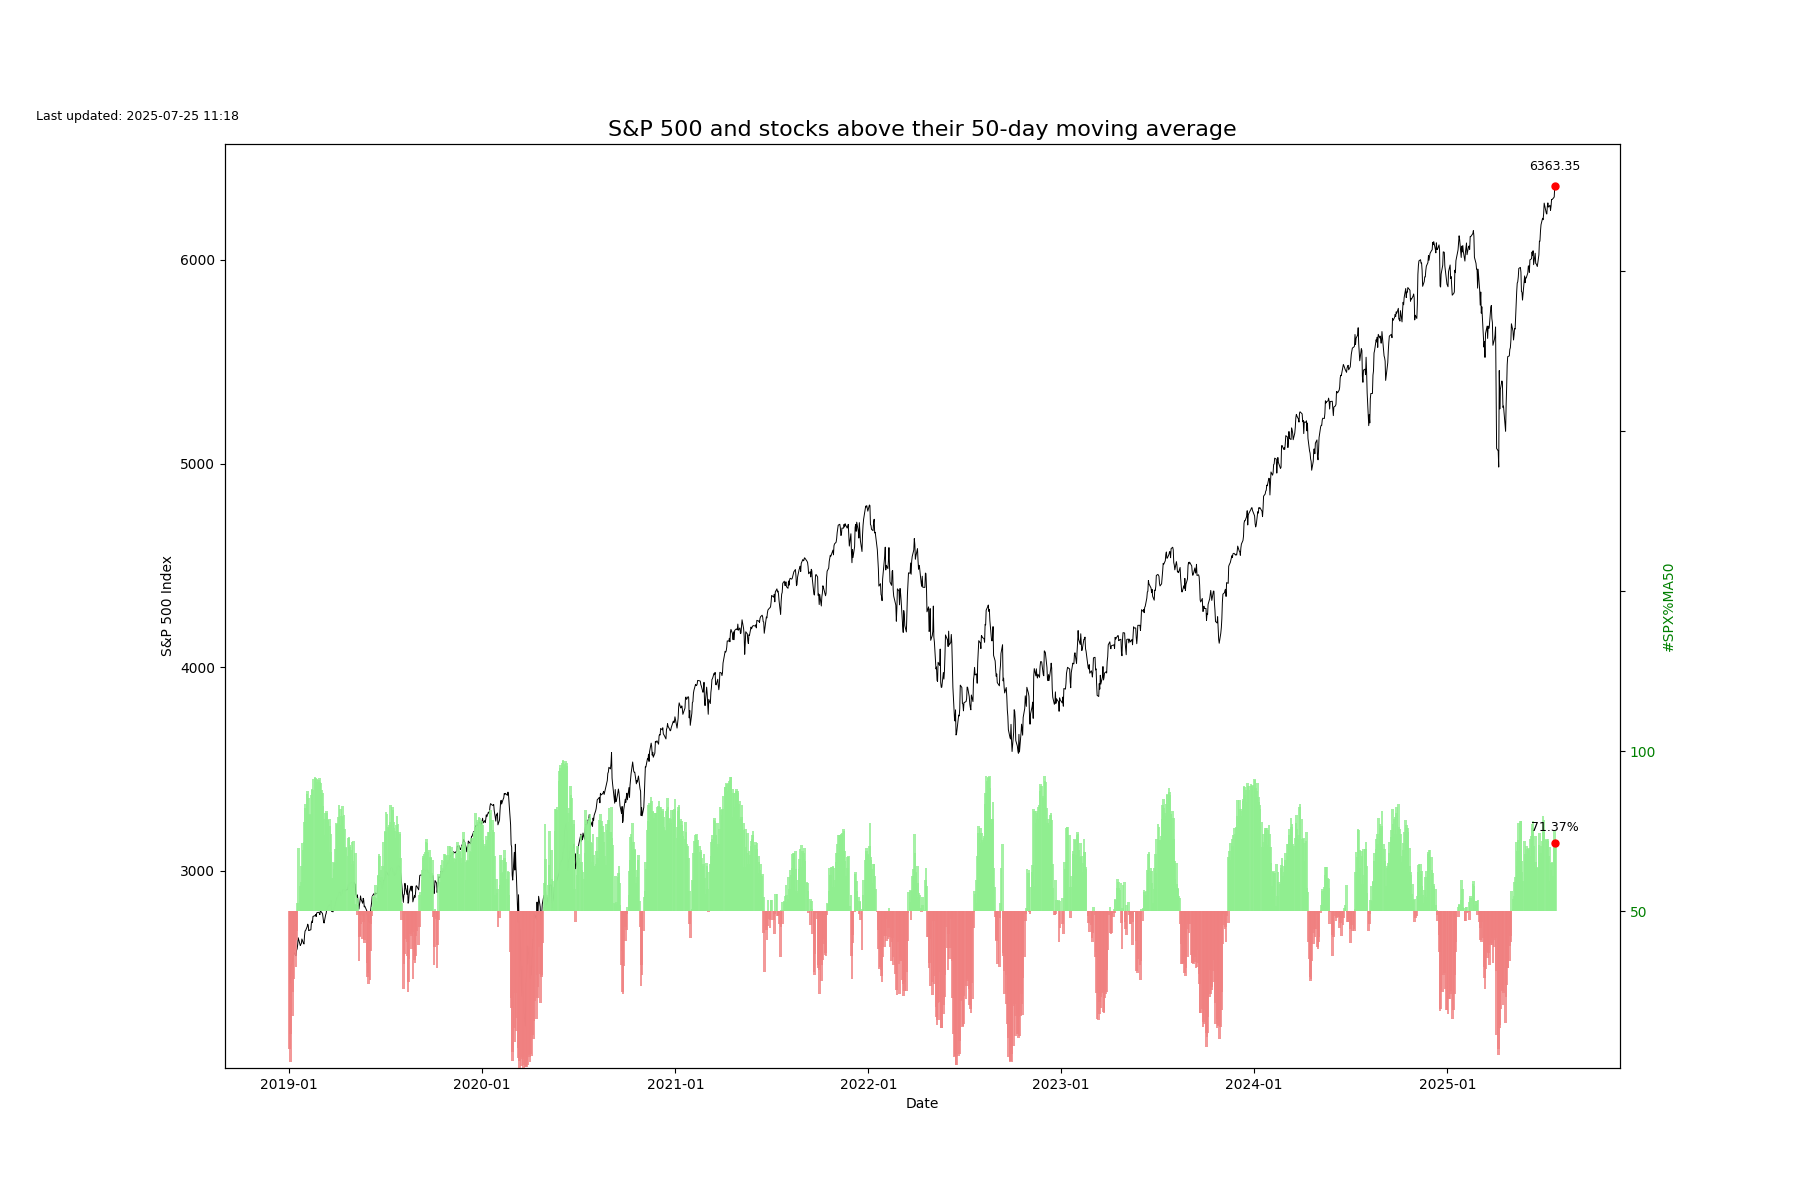 Last updated: 2025-07-25 11:18
S&P 500 and stocks above their 50-day moving average
6363.35
6000
5000
4000
3000
S&P 500 Index
#SPX%MA50
100
71.37%
50
2019-01 2020-01 2021-01 2022-01 2023-01 2024-01 2025-01
Date